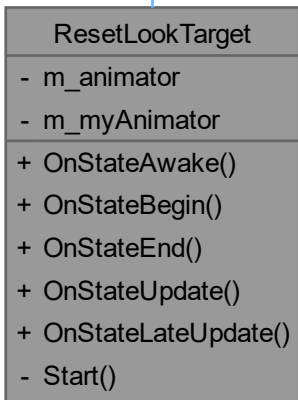 ResetLookTarget
- m_animator
- m_myAnimator
+ OnStateAwake()
+ OnStateBegin()
+ OnStateEnd()
+ OnStateUpdate()
+ OnStateLateUpdate()
- Start()